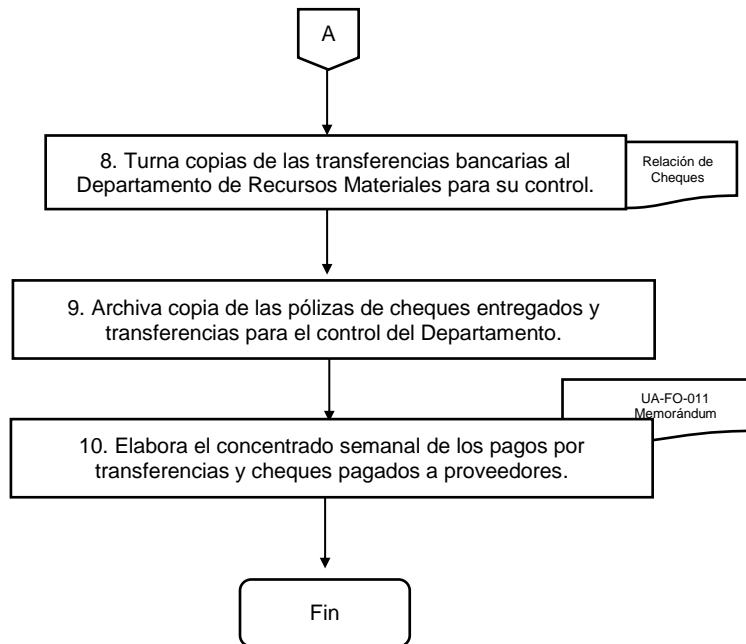 A
8. Turna copias de las transferencias bancarias al
Departamento de Recursos Materiales para su control.
Relación de
Cheques
9. Archiva copia de las pólizas de cheques entregados y
transferencias para el control del Departamento.
UA-FO-011
Memorándum
10. Elabora el concentrado semanal de los pagos por
transferencias y cheques pagados a proveedores.
Fin